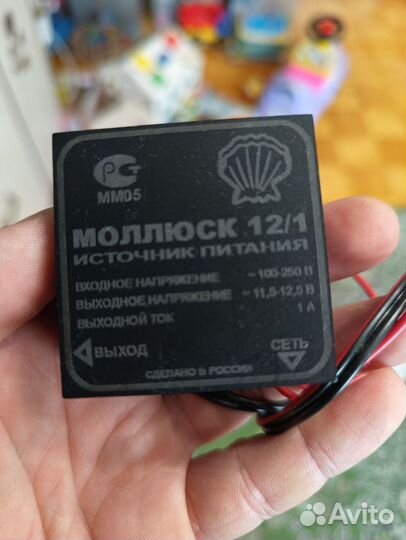 РСТ
ММ05
МОЛЛЮСК 12/1
ИСТОЧНИК ПИТАНИЯ
ВХОДНОЕ НАПРЯЖЕНИЕ ~ 100-250 В
ВЫХОДНОЕ НАПРЯЖЕНИЕ ~ 11,5-12,5 В
ВЫХОДНОЙ ТОК 1 А
ВЫХОД
СЕТЬ
СДЕЛАНО В РОССИИ
Avito